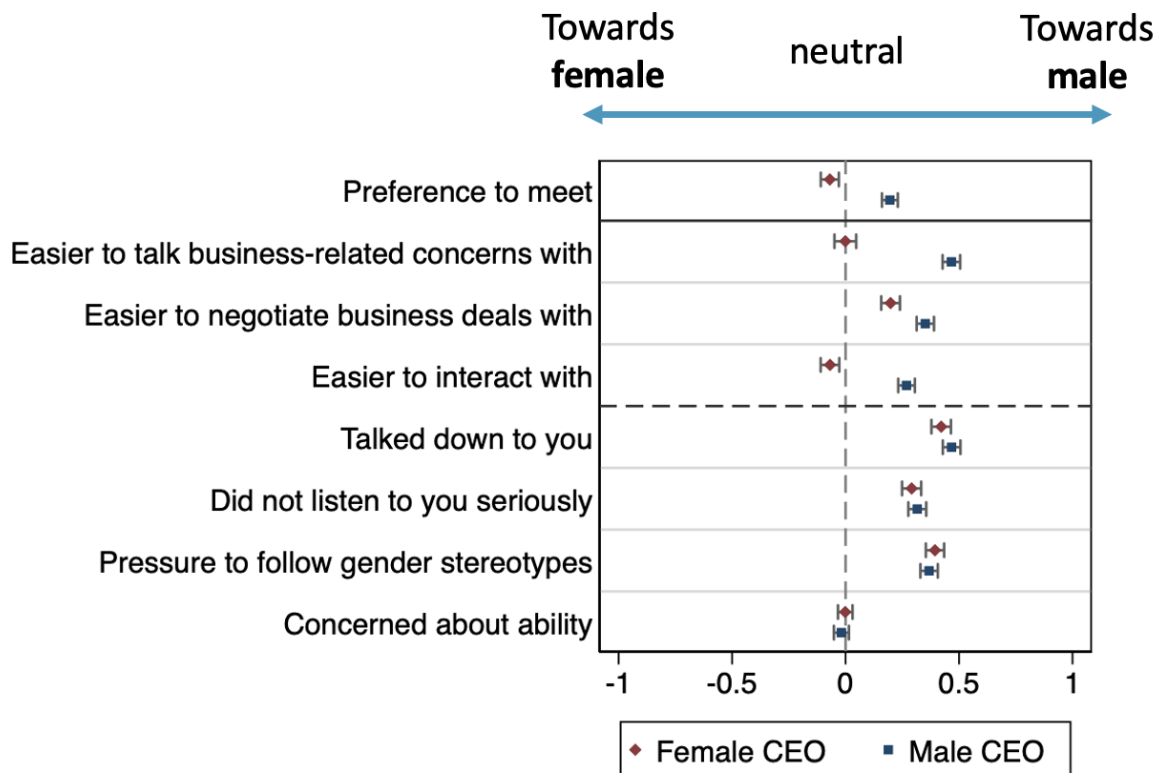 Towards
female
neutral
Towards
male
Preference to meet
Easier to talk business-related concerns with
Easier to negotiate business deals with
Easier to interact with
Talked down to you
Did not listen to you seriously
Pressure to follow gender stereotypes
Concerned about ability
-1 -0.5 0 0.5 1
Female CEO Male CEO